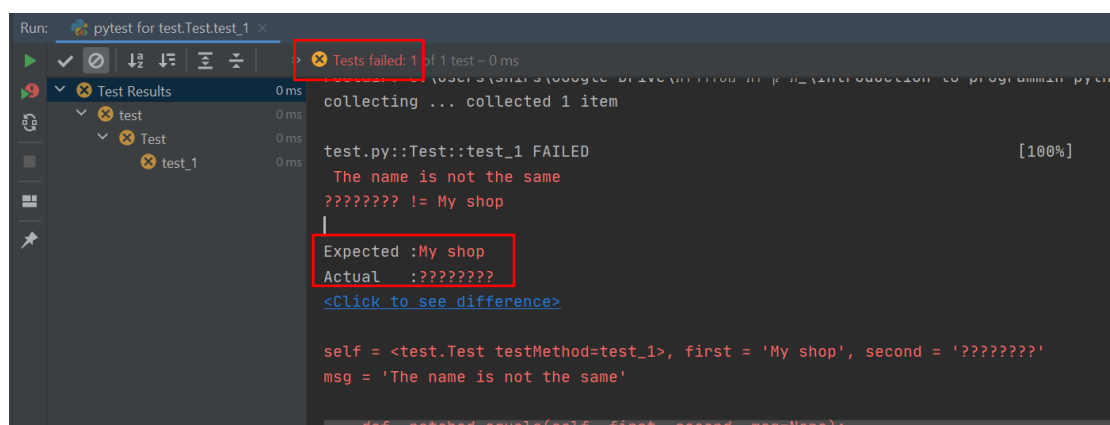 Run: pytest for test.Test.test_1 ×
» Tests failed: 1 of 1 test – 0 ms
Test Results 0 ms
test 0 ms
Test 0 ms
test_1 0 ms
collecting ... collected 1 item
test.py::Test::test_1 FAILED [100%]
The name is not the same
???????? != My shop
Expected :My shop
Actual :????????
<Click to see difference>
self = <test.Test testMethod=test_1>, first = 'My shop', second = '????????'
msg = 'The name is not the same'